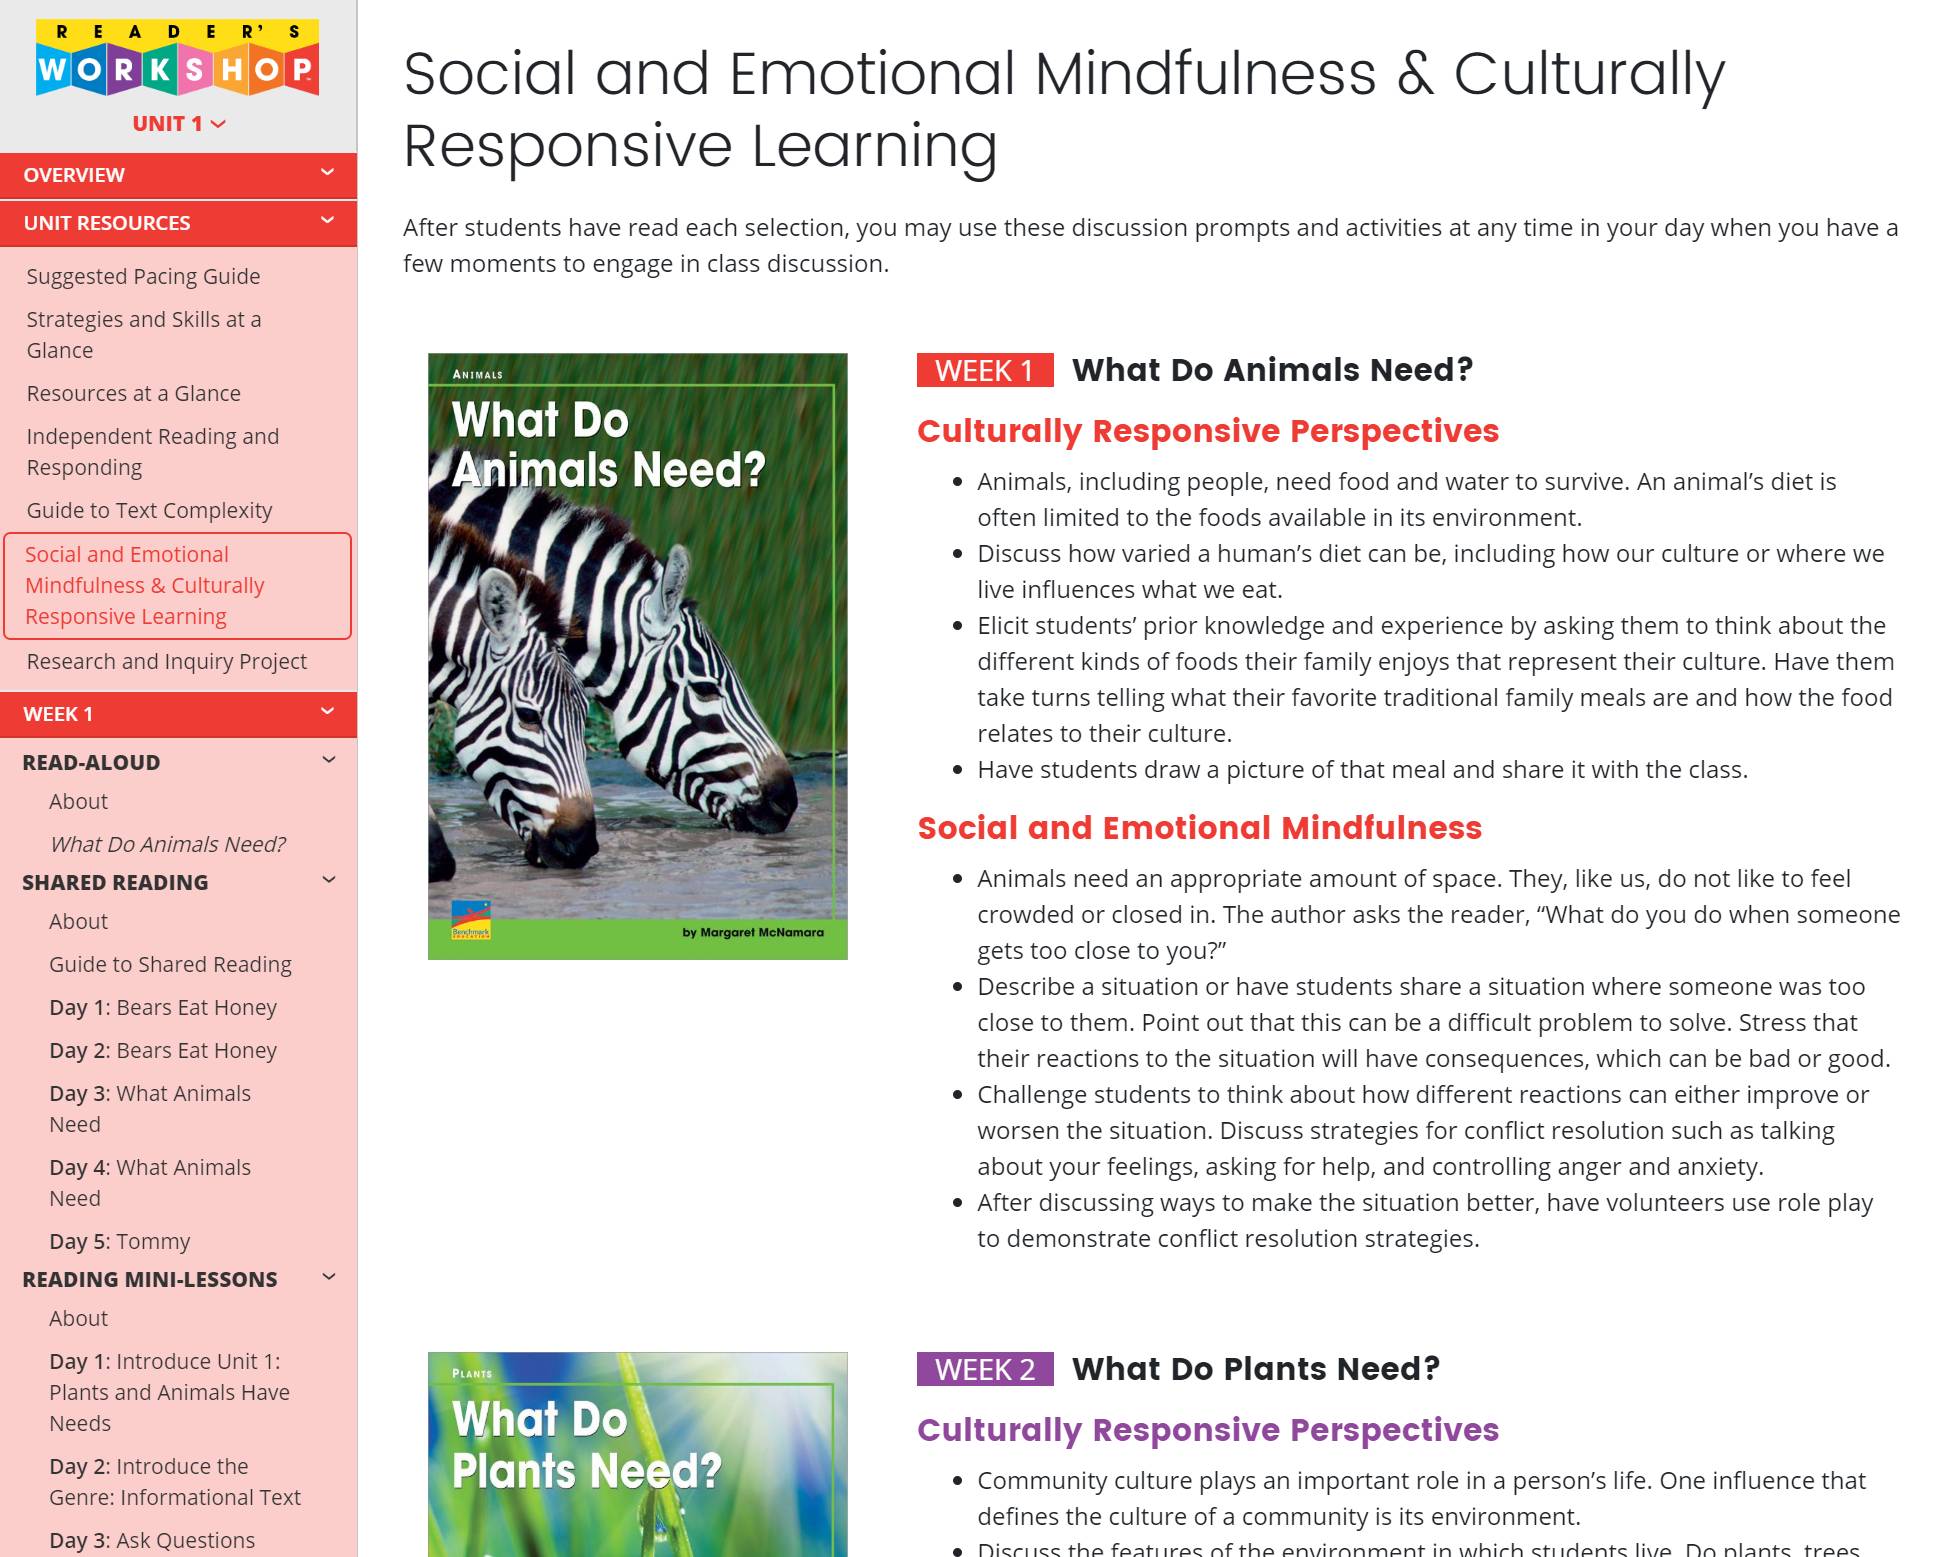 READER'S
WORKSHOP
UNIT 1
OVERVIEW
UNIT RESOURCES
Suggested Pacing Guide
Strategies and Skills at a
Glance
Resources at a Glance
Independent Reading and
Responding
Guide to Text Complexity
Social and Emotional
Mindfulness & Culturally
Responsive Learning
Research and Inquiry Project
WEEK 1
READ-ALOUD
About
What Do Animals Need?
SHARED READING
About
Guide to Shared Reading
Day 1: Bears Eat Honey
Day 2: Bears Eat Honey
Day 3: What Animals
Need
Day 4: What Animals
Need
Day 5: Tommy
READING MINI-LESSONS
About
Day 1: Introduce Unit 1:
Plants and Animals Have
Needs
Day 2: Introduce the
Genre: Informational Text
Day 3: Ask Questions
Social and Emotional Mindfulness & Culturally
Responsive Learning
After students have read each selection, you may use these discussion prompts and activities at any time in your day when you have a
few moments to engage in class discussion.
ANIMALS
What Do
Animals Need?
Benchmark
EDUCATION
by Margaret McNamara
WEEK 1 What Do Animals Need?
Culturally Responsive Perspectives
• Animals, including people, need food and water to survive. An animal’s diet is
often limited to the foods available in its environment.
• Discuss how varied a human’s diet can be, including how our culture or where we
live influences what we eat.
• Elicit students’ prior knowledge and experience by asking them to think about the
different kinds of foods their family enjoys that represent their culture. Have them
take turns telling what their favorite traditional family meals are and how the food
relates to their culture.
• Have students draw a picture of that meal and share it with the class.
Social and Emotional Mindfulness
• Animals need an appropriate amount of space. They, like us, do not like to feel
crowded or closed in. The author asks the reader, “What do you do when someone
gets too close to you?”
• Describe a situation or have students share a situation where someone was too
close to them. Point out that this can be a difficult problem to solve. Stress that
their reactions to the situation will have consequences, which can be bad or good.
• Challenge students to think about how different reactions can either improve or
worsen the situation. Discuss strategies for conflict resolution such as talking
about your feelings, asking for help, and controlling anger and anxiety.
• After discussing ways to make the situation better, have volunteers use role play
to demonstrate conflict resolution strategies.
PLANTS
What Do
Plants Need?
WEEK 2 What Do Plants Need?
Culturally Responsive Perspectives
• Community culture plays an important role in a person’s life. One influence that
defines the culture of a community is its environment.
• Discuss the features of the environment in which students live. Do plants, trees,